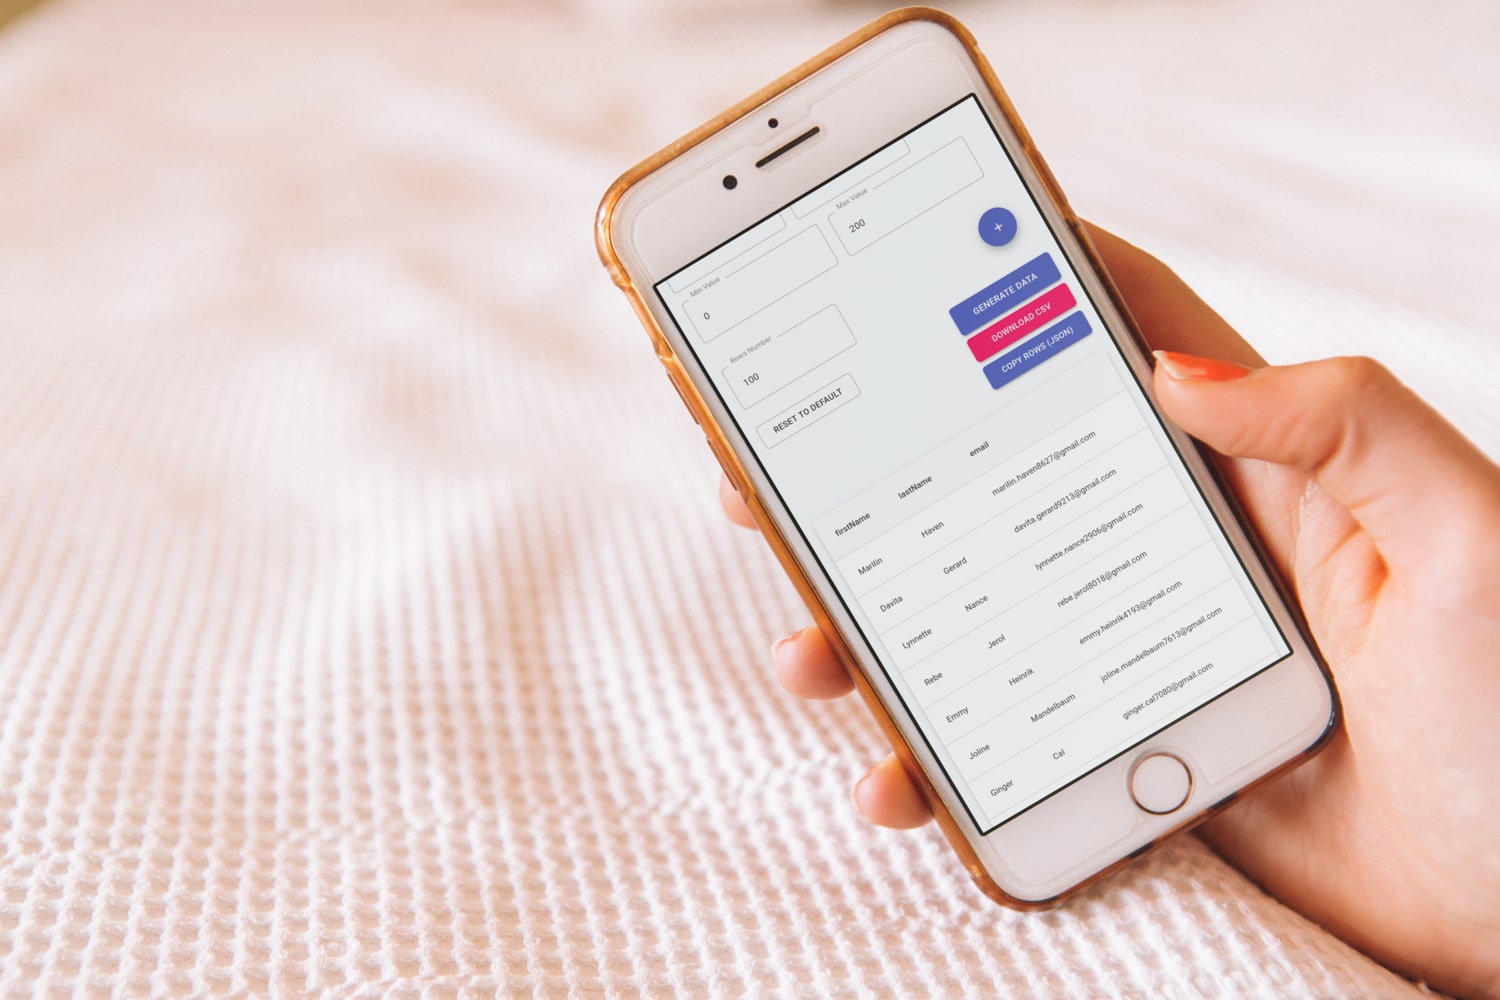 Min Value
0
Max Value
200
+
Rows Number
100
GENERATE DATA
DOWNLOAD CSV
COPY ROWS (JSON)
RESET TO DEFAULT
firstName lastName email
Marilin Haven marilin.haven8627@gmail.com
Davita Gerard davita.gerard9213@gmail.com
Lynnette Nance lynnette.nance2906@gmail.com
Rebe Jerol rebe.jerol8018@gmail.com
Emmy Heinrik emmy.heinrik4193@gmail.com
Joline Mandelbaum joline.mandelbaum7613@gmail.com
Ginger Cal ginger.cal7080@gmail.com